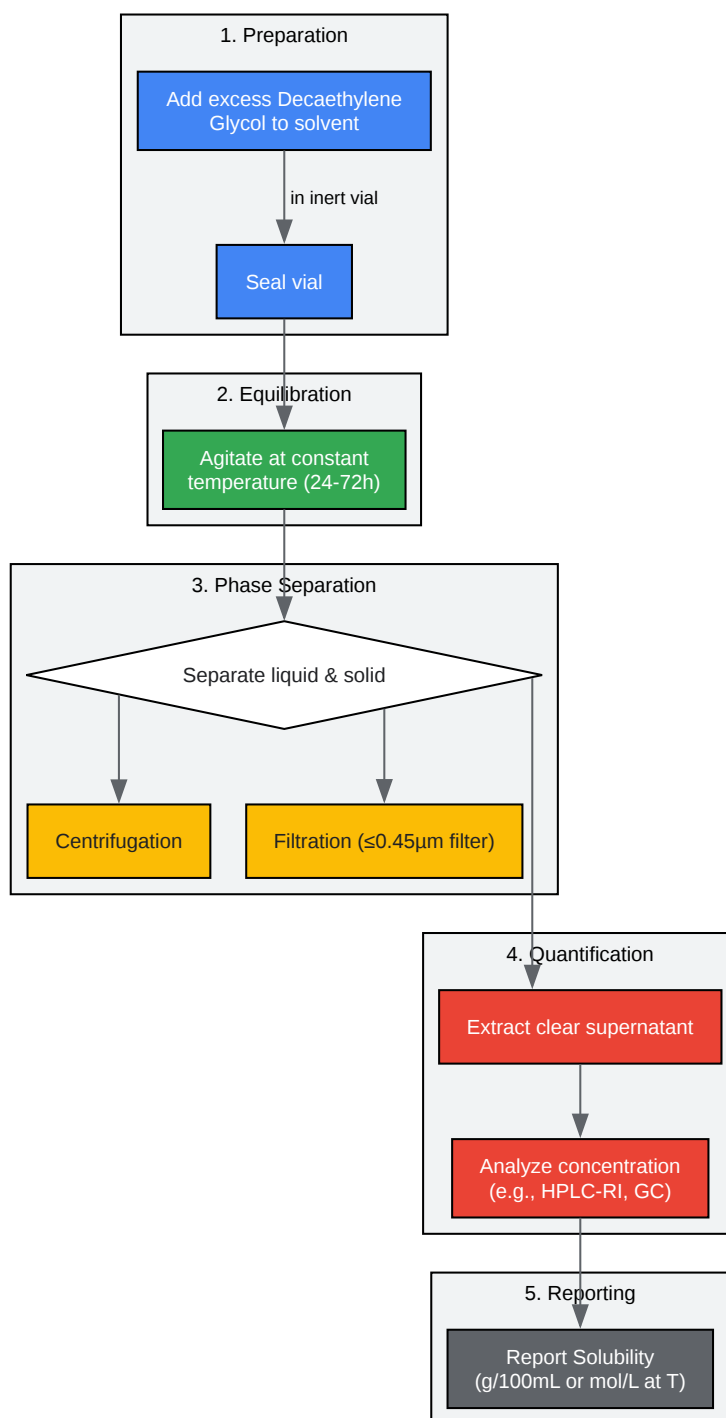 1. Preparation
Add excess Decaethylene
Glycol to solvent
in inert vial
Seal vial
2. Equilibration
Agitate at constant
temperature (24-72h)
3. Phase Separation
Separate liquid & solid
Centrifugation
Filtration (≤0.45µm filter)
4. Quantification
Extract clear supernatant
Analyze concentration
(e.g., HPLC-RI, GC)
5. Reporting
Report Solubility
(g/100mL or mol/L at T)